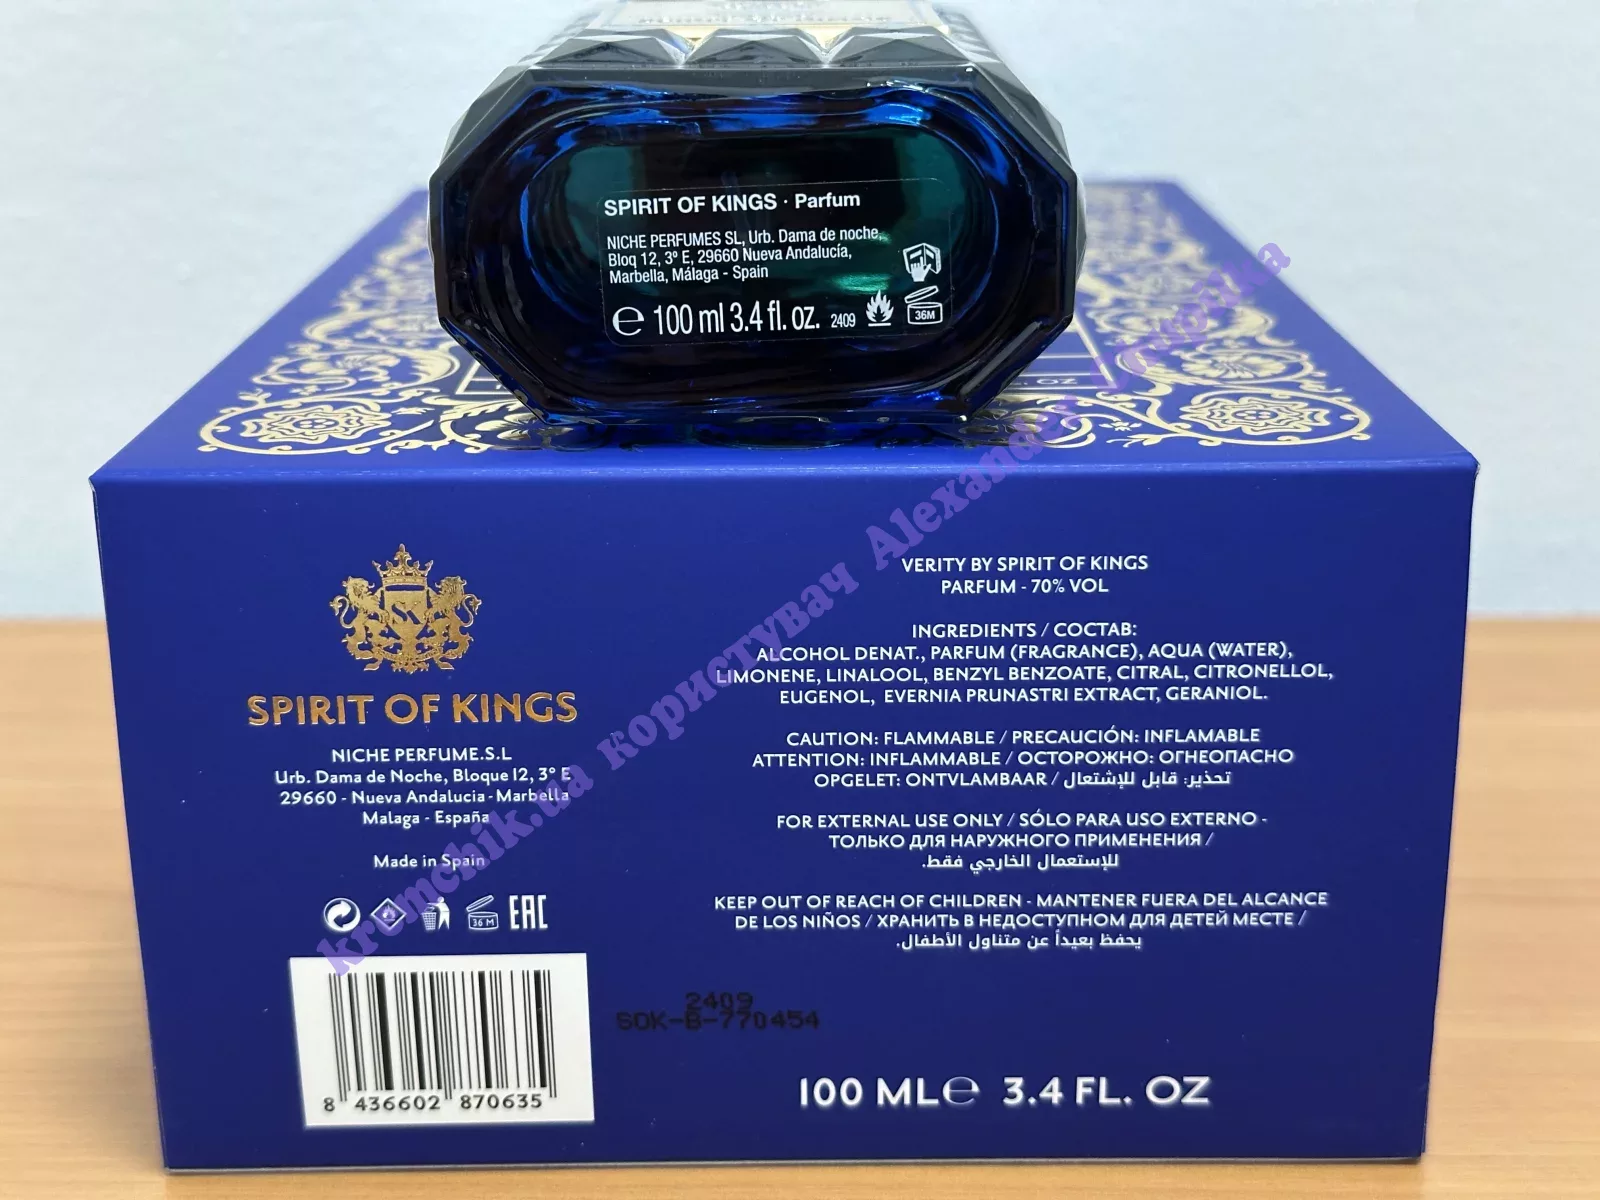 SPIRIT OF KINGS · Parfum
NICHE PERFUMES SL, Urb. Dama de noche,
Bloq 12, 3º E, 29660 Nueva Andalucía,
Marbella, Málaga - Spain
℮ 100 ml 3.4 fl. oz. 2409
36M
OZ
SPIRIT OF KINGS
NICHE PERFUME.S.L
Urb. Dama de Noche, Bloque 12, 3º E
29660 - Nueva Andalucia - Marbella
Malaga - España
Made in Spain
36 M EAC
8 436602 870635
2409
SOK-B-770454
VERITY BY SPIRIT OF KINGS
PARFUM - 70% VOL
INGREDIENTS / СОСТАВ:
ALCOHOL DENAT., PARFUM (FRAGRANCE), AQUA (WATER),
LIMONENE, LINALOOL, BENZYL BENZOATE, CITRAL, CITRONELLOL,
EUGENOL, EVERNIA PRUNASTRI EXTRACT, GERANIOL.
CAUTION: FLAMMABLE / PRECAUCIÓN: INFLAMABLE
ATTENTION: INFLAMMABLE / ОСТОРОЖНО: ОГНЕОПАСНО
OPGELET: ONTVLAMBAAR / تحذير: قابل للإشتعال
FOR EXTERNAL USE ONLY / SÓLO PARA USO EXTERNO -
ТОЛЬКО ДЛЯ НАРУЖНОГО ПРИМЕНЕНИЯ /
للإستعمال الخارجي فقط.
KEEP OUT OF REACH OF CHILDREN - MANTENER FUERA DEL ALCANCE
DE LOS NIÑOS / ХРАНИТЬ В НЕДОСТУПНОМ ДЛЯ ДЕТЕЙ МЕСТЕ /
يحفظ بعيداً عن متناول الأطفال.
100 ML℮ 3.4 FL. OZ
kremchik.ua користувач Alexander Krupiika